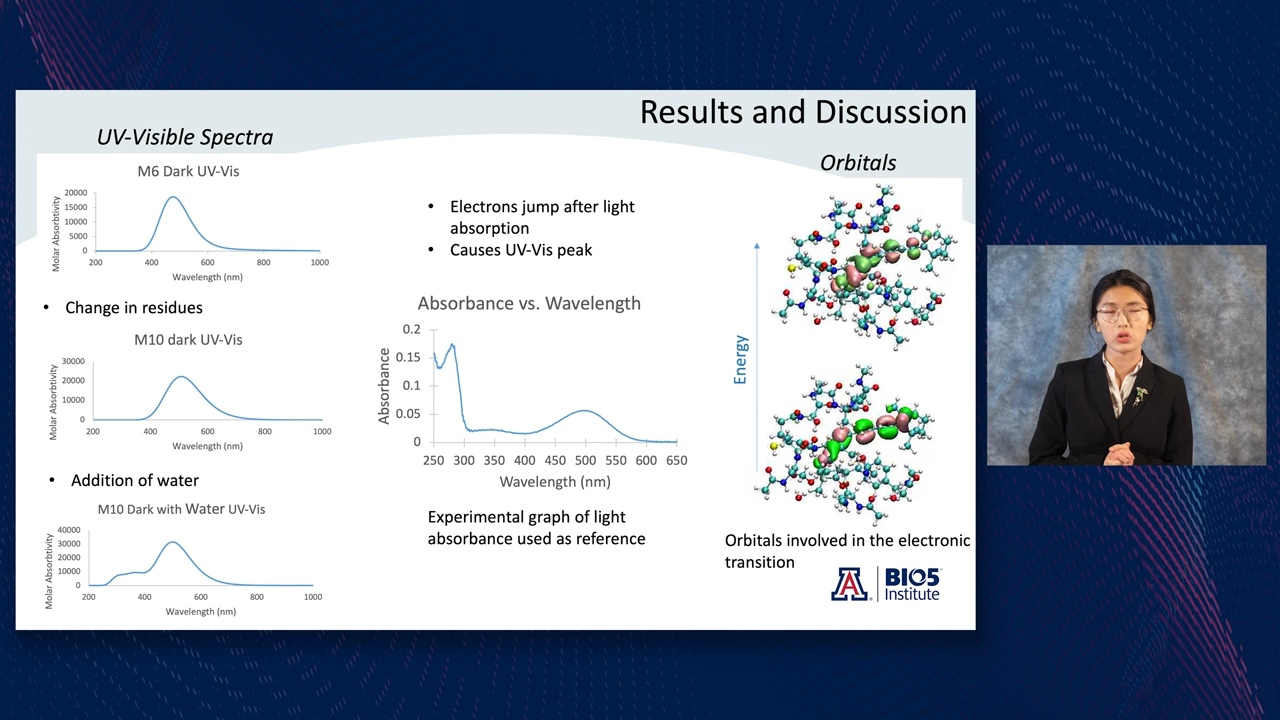 Results and Discussion
UV-Visible Spectra
M6 Dark UV-Vis
Molar Absorbtivity
20000
15000
10000
5000
0
200 400 600 800 1000
Wavelength (nm)
• Change in residues
M10 dark UV-Vis
Molar Absorbtivity
30000
20000
10000
0
200 400 600 800 1000
Wavelength (nm)
• Addition of water
M10 Dark with Water UV-Vis
Molar Absorbtivity
40000
30000
20000
10000
0
200 400 600 800 1000
Wavelength (nm)
• Electrons jump after light
absorption
• Causes UV-Vis peak
Absorbance vs. Wavelength
Absorbance
0.2
0.15
0.1
0.05
0
250 300 350 400 450 500 550 600 650
Wavelength (nm)
Experimental graph of light
absorbance used as reference
Orbitals
Energy
Orbitals involved in the electronic
transition
A
BIO5
Institute